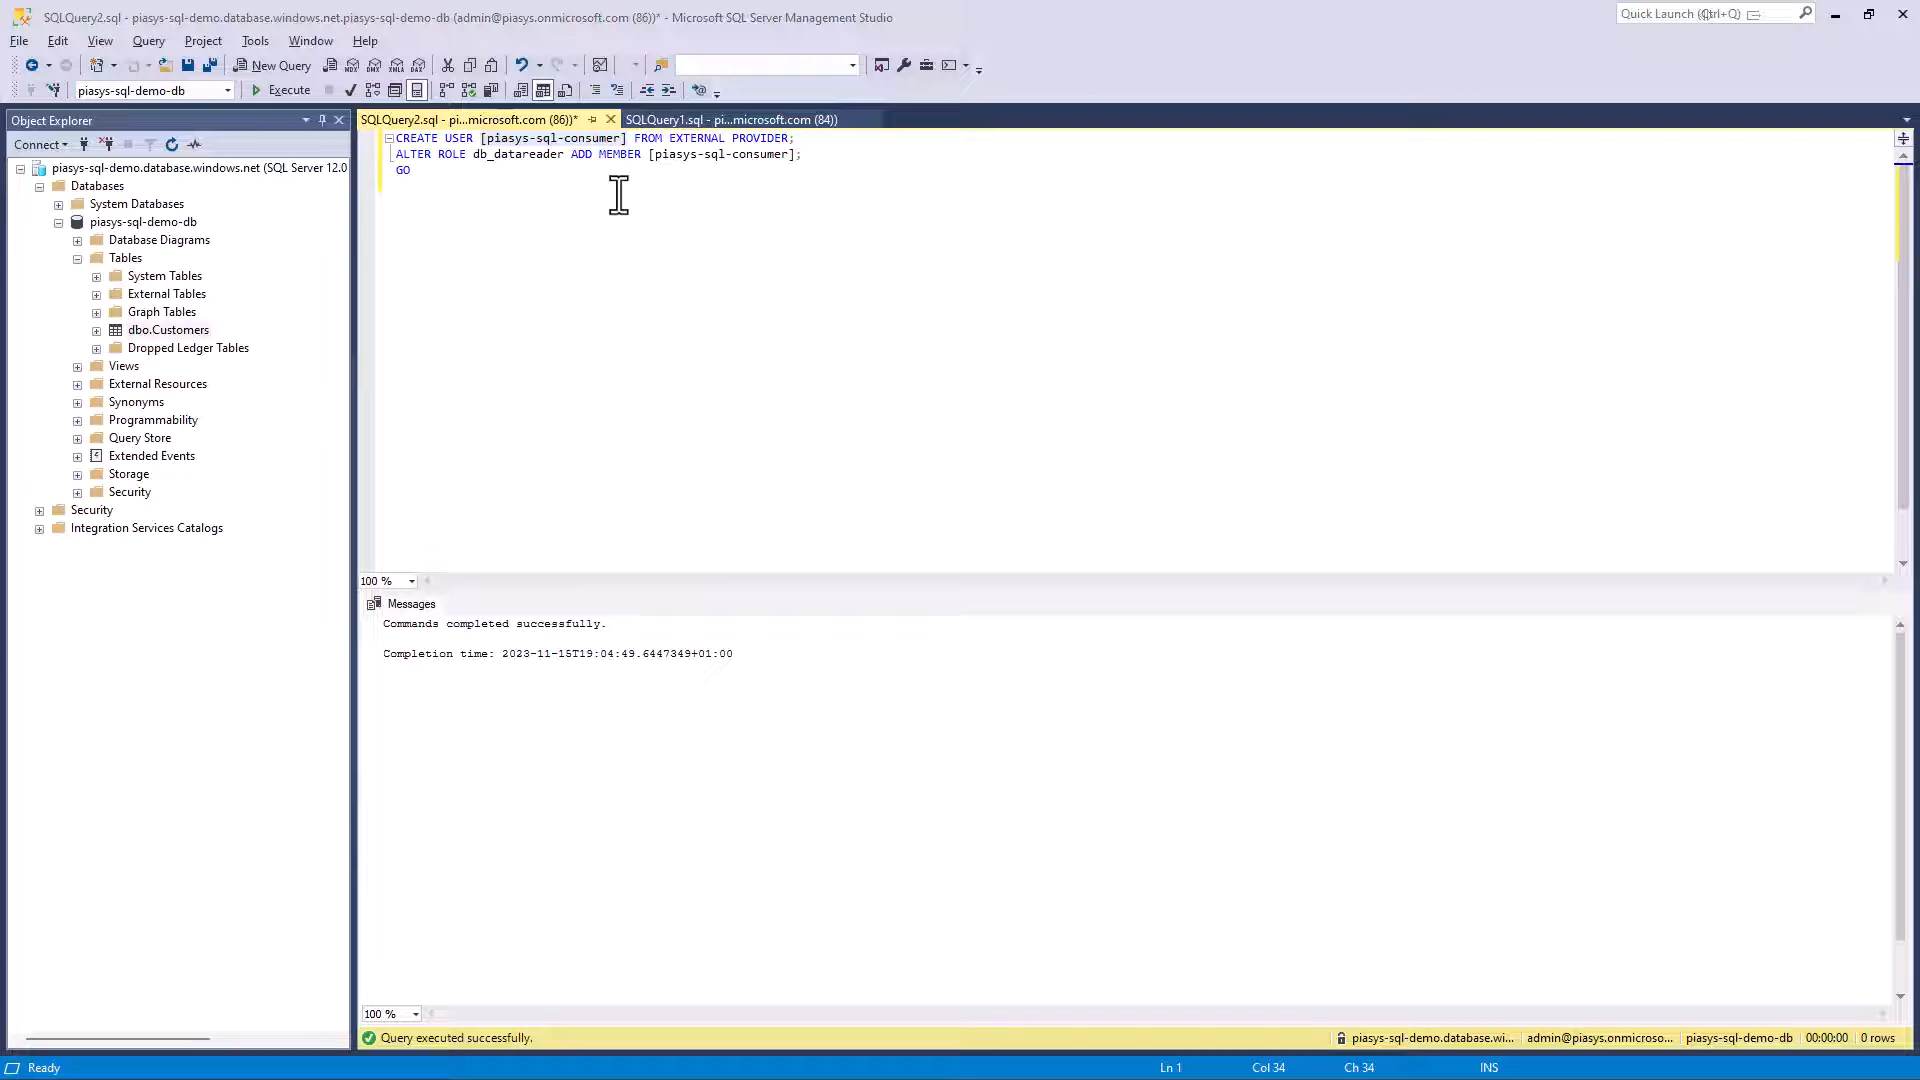 SQLQuery2.sql - piasys-sql-demo.database.windows.net.piasys-sql-demo-db (admin@piasys.onmicrosoft.com (86))* - Microsoft SQL Server Management Studio
Quick Launch (Ctrl+Q)
File Edit View Query Project Tools Window Help
New Query MDX DMX XMLA DAX
piasys-sql-demo-db Execute
Object Explorer
SQLQuery2.sql - pi...microsoft.com (86))*
SQLQuery1.sql - pi...microsoft.com (84))
Connect
piasys-sql-demo.database.windows.net (SQL Server 12.0
Databases
System Databases
piasys-sql-demo-db
Database Diagrams
Tables
System Tables
External Tables
Graph Tables
dbo.Customers
Dropped Ledger Tables
Views
External Resources
Synonyms
Programmability
Query Store
Extended Events
Storage
Security
Security
Integration Services Catalogs
CREATE USER [piasys-sql-consumer] FROM EXTERNAL PROVIDER;
ALTER ROLE db_datareader ADD MEMBER [piasys-sql-consumer];
GO
100 %
Messages
Commands completed successfully.
Completion time: 2023-11-15T19:04:49.6447349+01:00
100 %
Query executed successfully.
piasys-sql-demo.database.wi... admin@piasys.onmicroso... piasys-sql-demo-db 00:00:00 0 rows
Ready
Ln 1 Col 34 Ch 34 INS